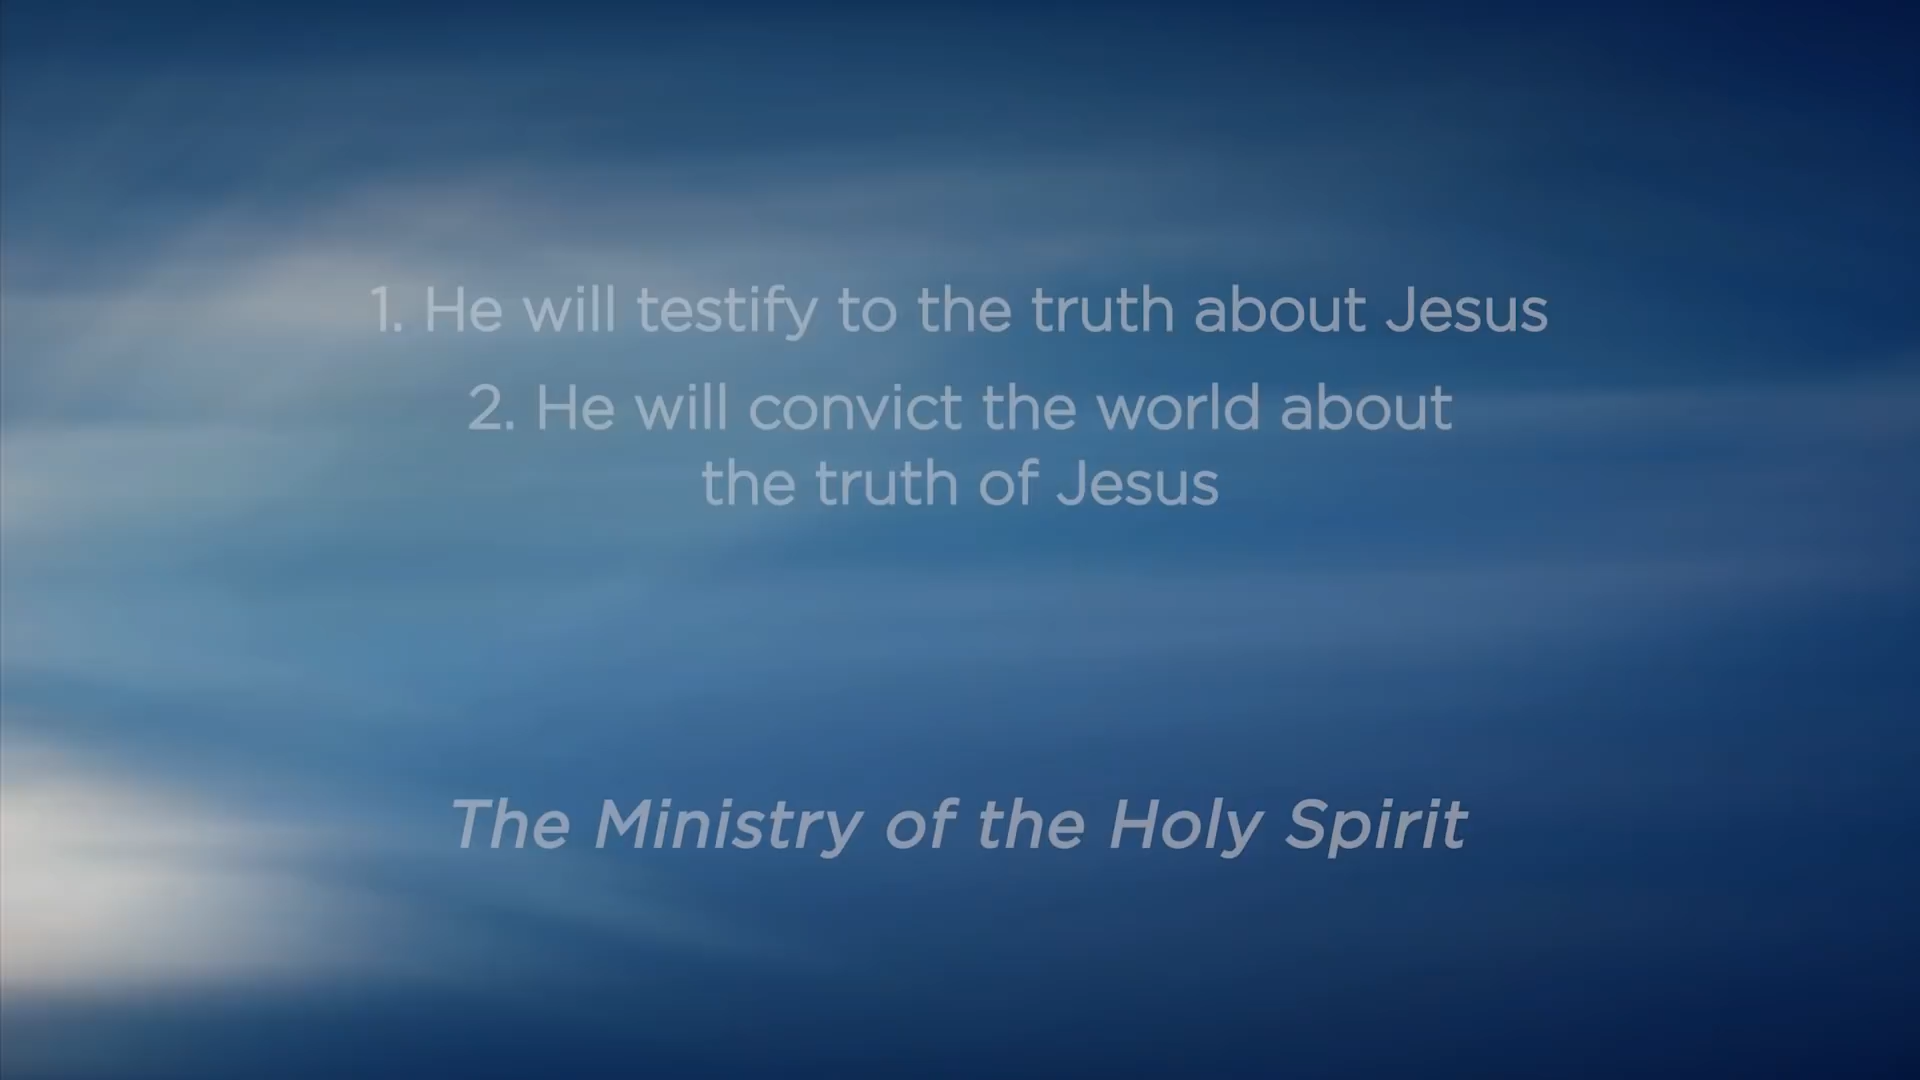 1. He will testify to the truth about Jesus
2. He will convict the world about
the truth of Jesus
The Ministry of the Holy Spirit